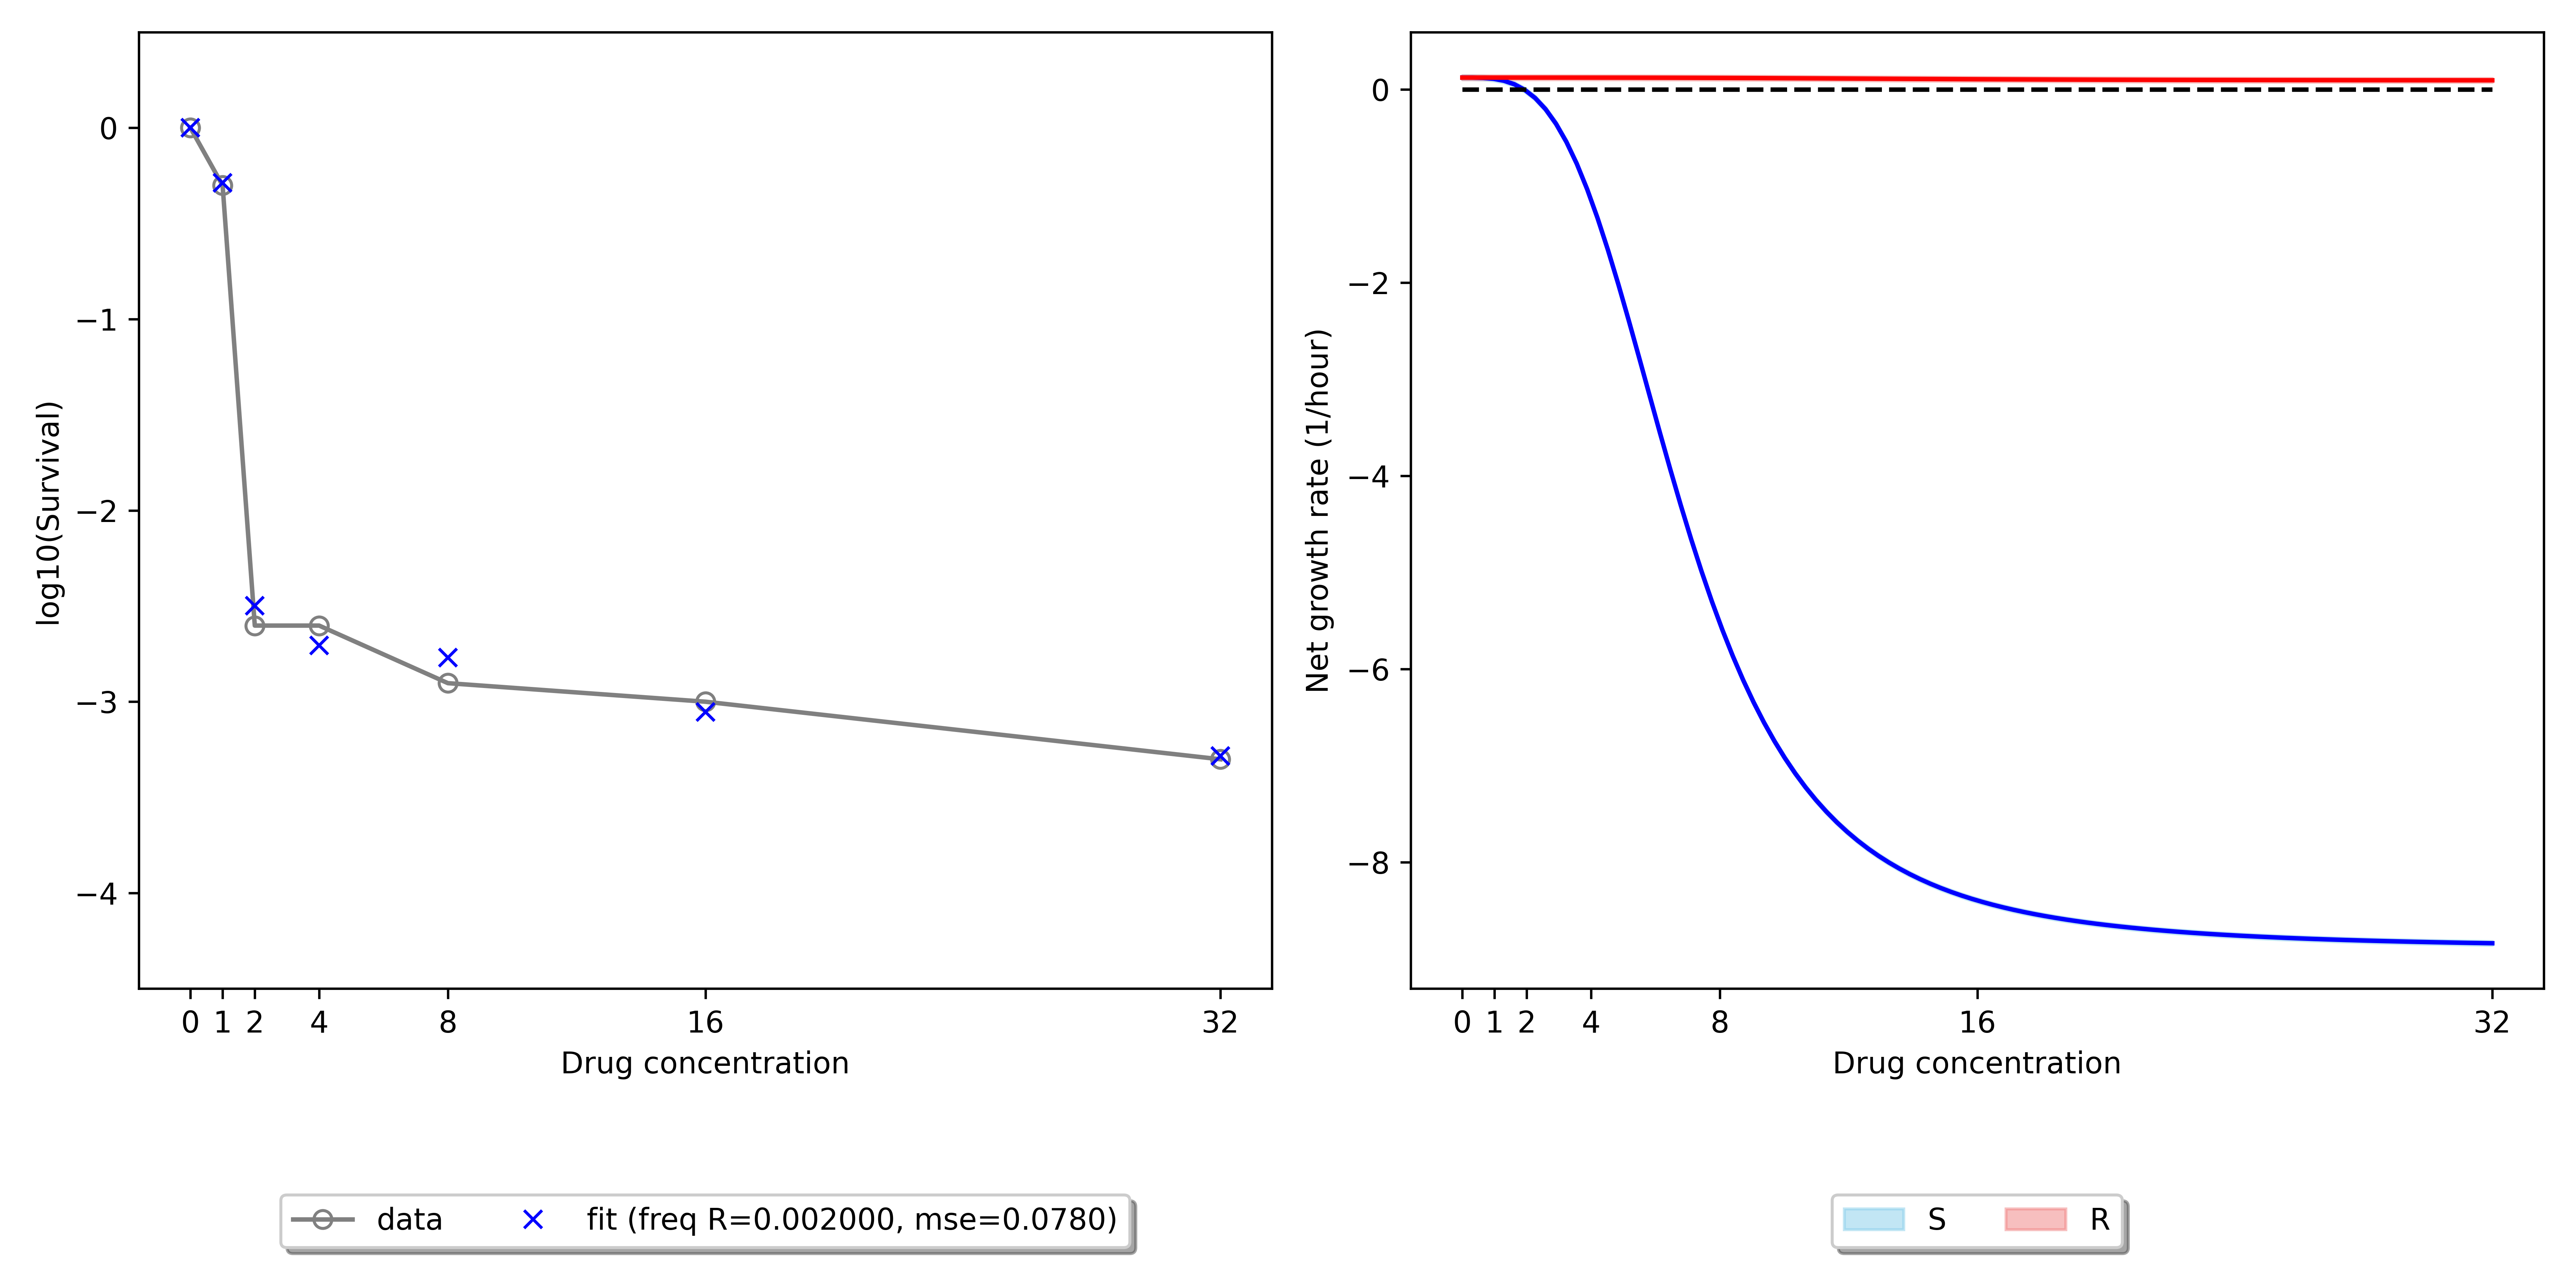 0
−1
−2
−3
−4
log10(Survival)
0 1 2 4 8 16 32
Drug concentration
data fit (freq R=0.002000, mse=0.0780)
0
−2
−4
−6
−8
Net growth rate (1/hour)
0 1 2 4 8 16 32
Drug concentration
S R